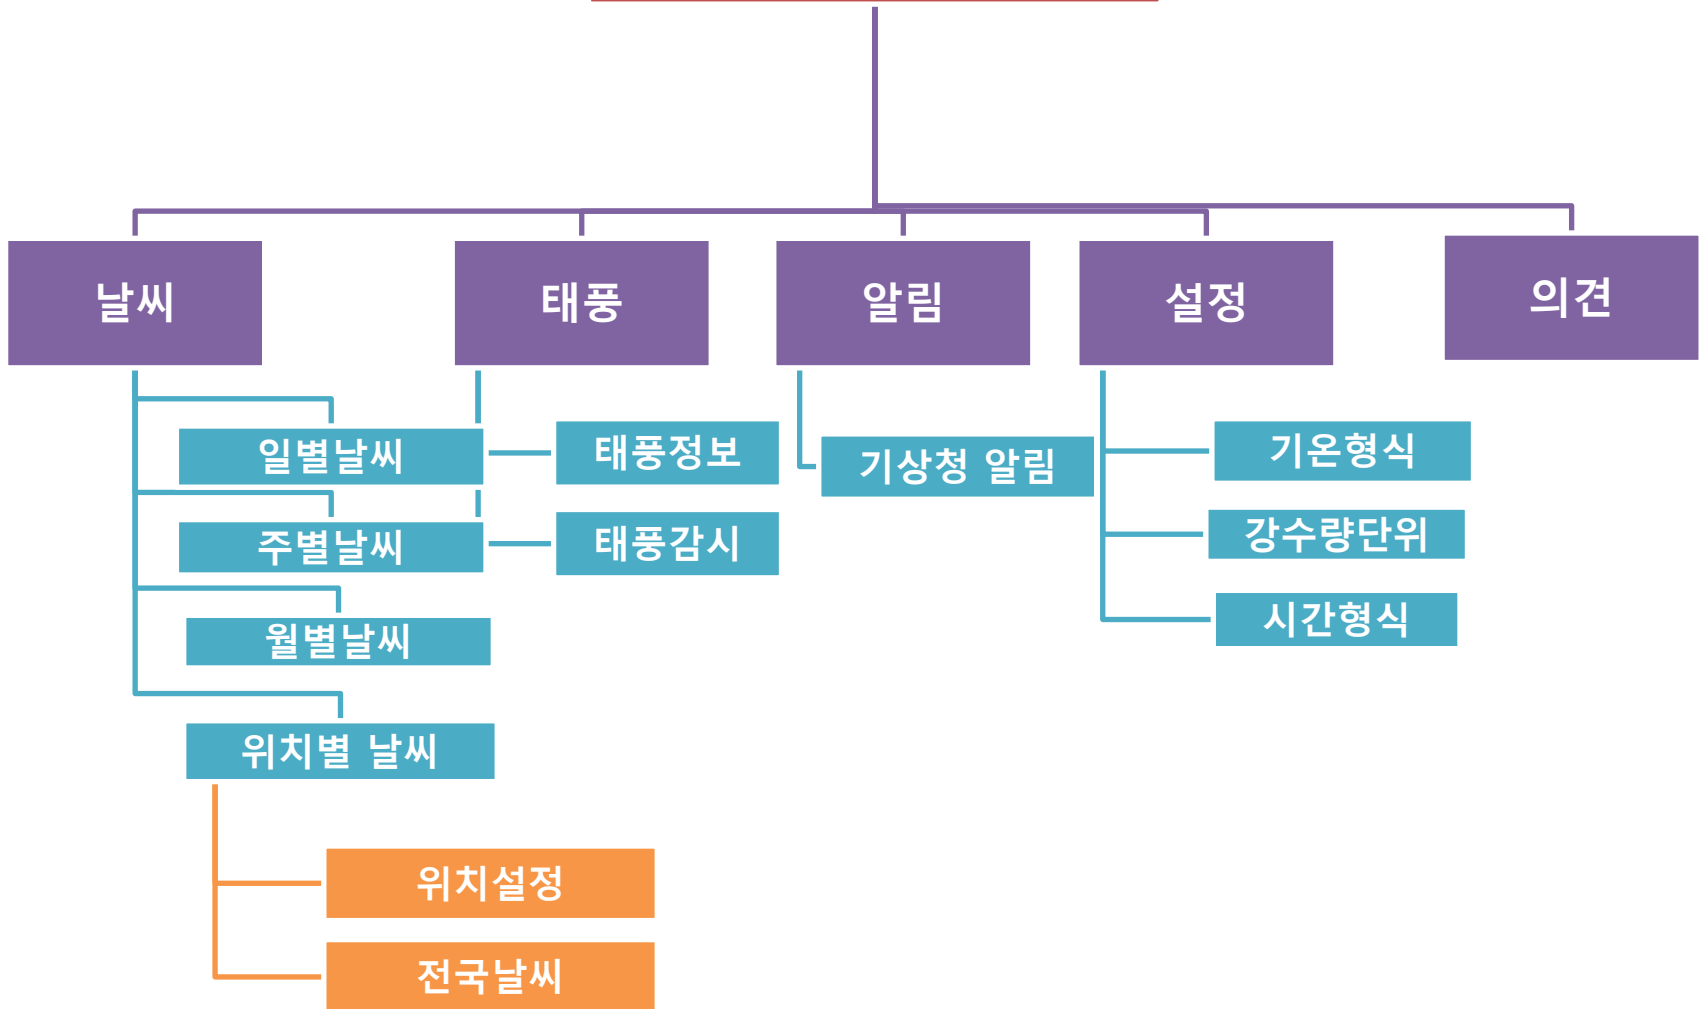 날씨
태풍
알림
설정
의견
일별날씨
주별날씨
월별날씨
위치별 날씨
위치설정
전국날씨
태풍정보
태풍감시
기상청 알림
기온형식
강수량단위
시간형식